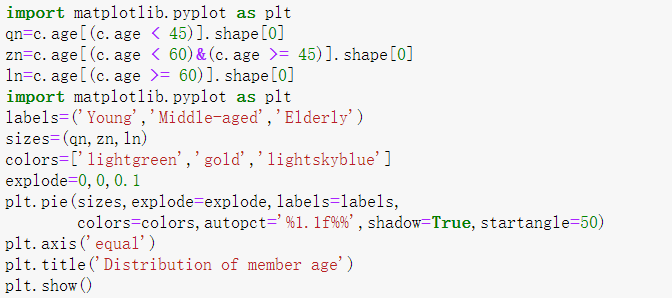 import matplotlib.pyplot as plt
qn=c.age[(c.age < 45)].shape[0]
zn=c.age[(c.age < 60)&(c.age >= 45)].shape[0]
ln=c.age[(c.age >= 60)].shape[0]
import matplotlib.pyplot as plt
labels=('Young','Middle-aged','Elderly')
sizes=(qn,zn,ln)
colors=['lightgreen','gold','lightskyblue']
explode=0,0,0.1
plt.pie(sizes,explode=explode,labels=labels,
        colors=colors,autopct='%1.1f%%',shadow=True,startangle=50)
plt.axis('equal')
plt.title('Distribution of member age')
plt.show()